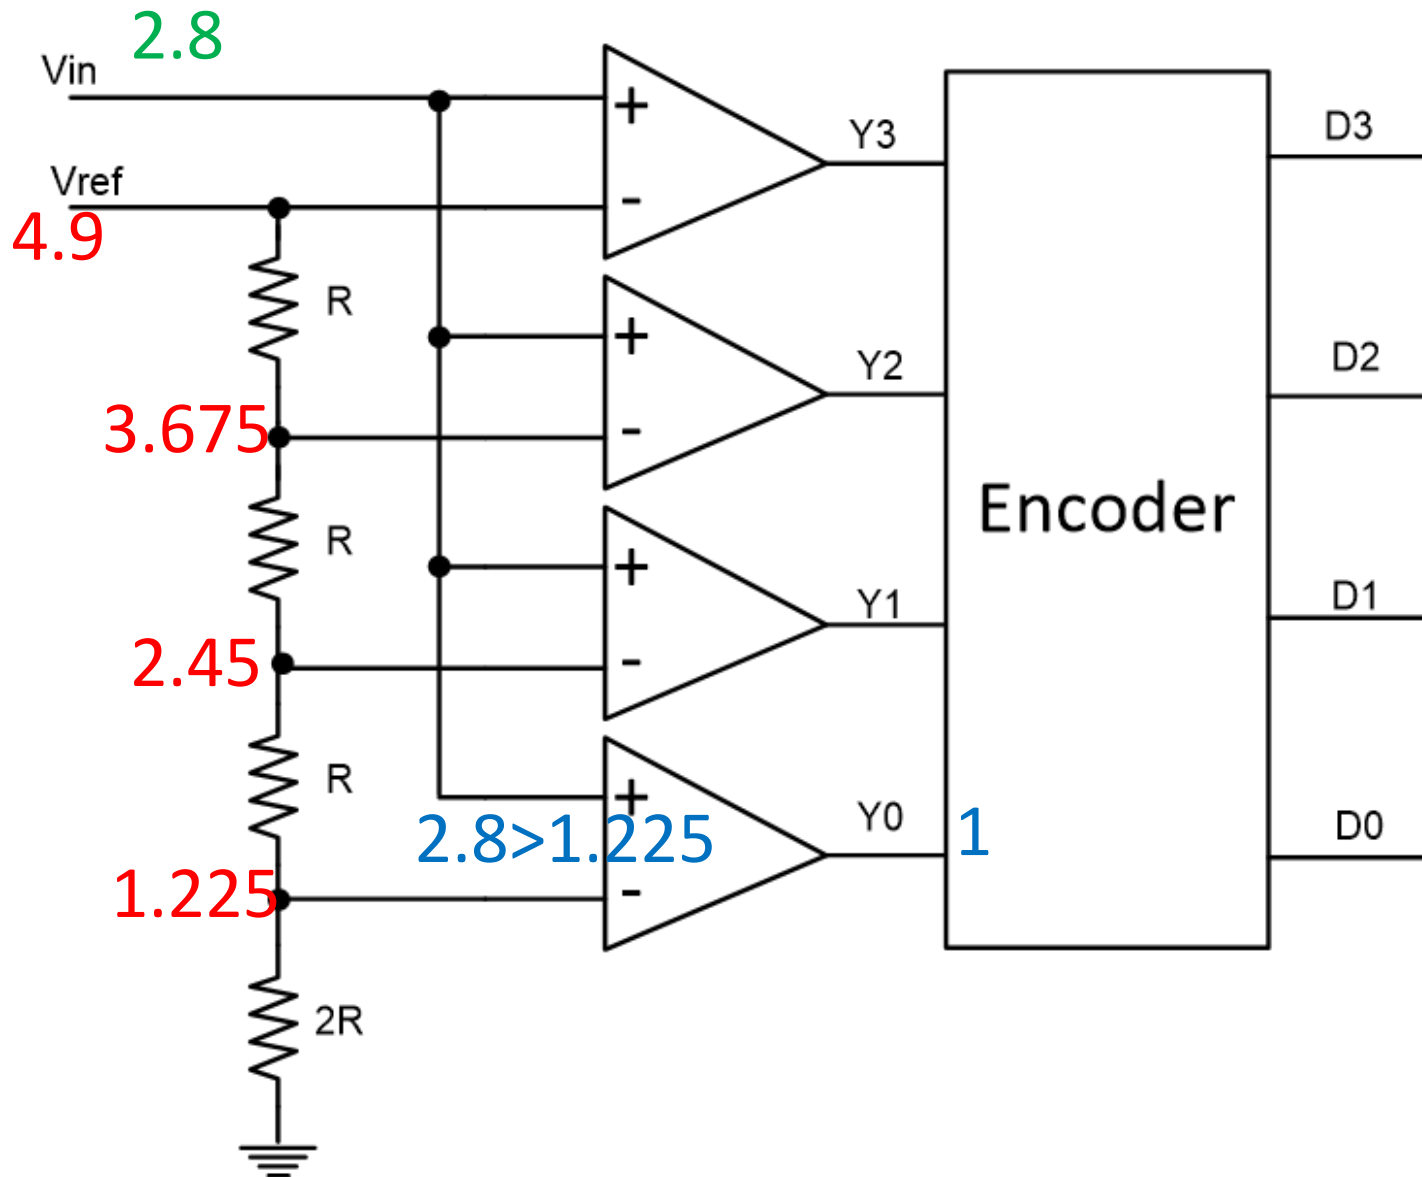 2.8
Vin
Vref
4.9
R
3.675
R
2.45
R
1.225
2R
+
-
Y3
+
-
Y2
+
-
Y1
+
2.8>1.225
-
Y0
1
Encoder
D3
D2
D1
D0